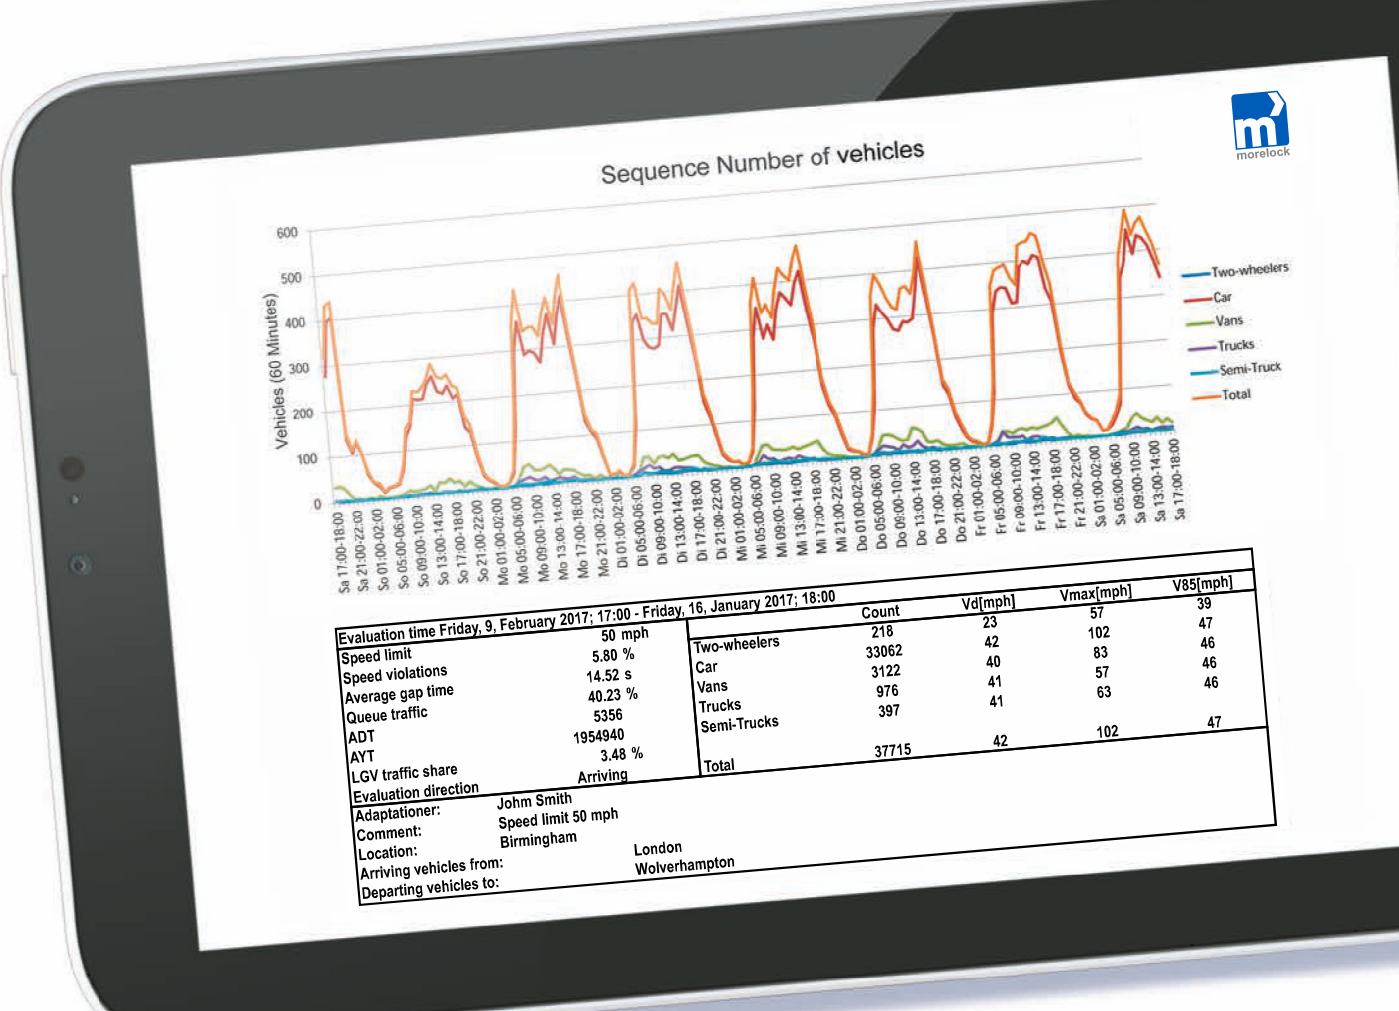 m
morelock
Sequence Number of vehicles
Vehicles (60 Minutes)
600
500
400
300
200
100
0
Two-wheelers
Car
Vans
Trucks
Semi-Truck
Total
Sa 17:00-18:00
Sa 21:00-22:00
So 01:00-02:00
So 05:00-06:00
So 09:00-10:00
So 13:00-14:00
So 17:00-18:00
So 21:00-22:00
Mo 01:00-02:00
Mo 05:00-06:00
Mo 09:00-10:00
Mo 13:00-14:00
Mo 17:00-18:00
Mo 21:00-22:00
Di 01:00-02:00
Di 05:00-06:00
Di 09:00-10:00
Di 13:00-14:00
Di 17:00-18:00
Di 21:00-22:00
Mi 01:00-02:00
Mi 05:00-06:00
Mi 09:00-10:00
Mi 13:00-14:00
Mi 17:00-18:00
Mi 21:00-22:00
Do 01:00-02:00
Do 05:00-06:00
Do 09:00-10:00
Do 13:00-14:00
Do 17:00-18:00
Do 21:00-22:00
Fr 01:00-02:00
Fr 05:00-06:00
Fr 09:00-10:00
Fr 13:00-14:00
Fr 17:00-18:00
Fr 21:00-22:00
Sa 01:00-02:00
Sa 05:00-06:00
Sa 09:00-10:00
Sa 13:00-14:00
Sa 17:00-18:00
Evaluation time Friday, 9, February 2017; 17:00 - Friday, 16, January 2017; 18:00
Speed limit 50 mph
Speed violations 5.80 %
Average gap time 14.52 s
Queue traffic 40.23 %
ADT 5356
AYT 1954940
LGV traffic share 3.48 %
Evaluation direction Arriving
Count Vd[mph] Vmax[mph] V85[mph]
Two-wheelers 218 23 57 39
Car 33062 42 102 47
Vans 3122 40 83 46
Trucks 976 41 57 46
Semi-Trucks 397 41 63 46
Total 37715 42 102 47
Adaptationer: Johm Smith
Comment: Speed limit 50 mph
Location: Birmingham
Arriving vehicles from: London
Departing vehicles to: Wolverhampton